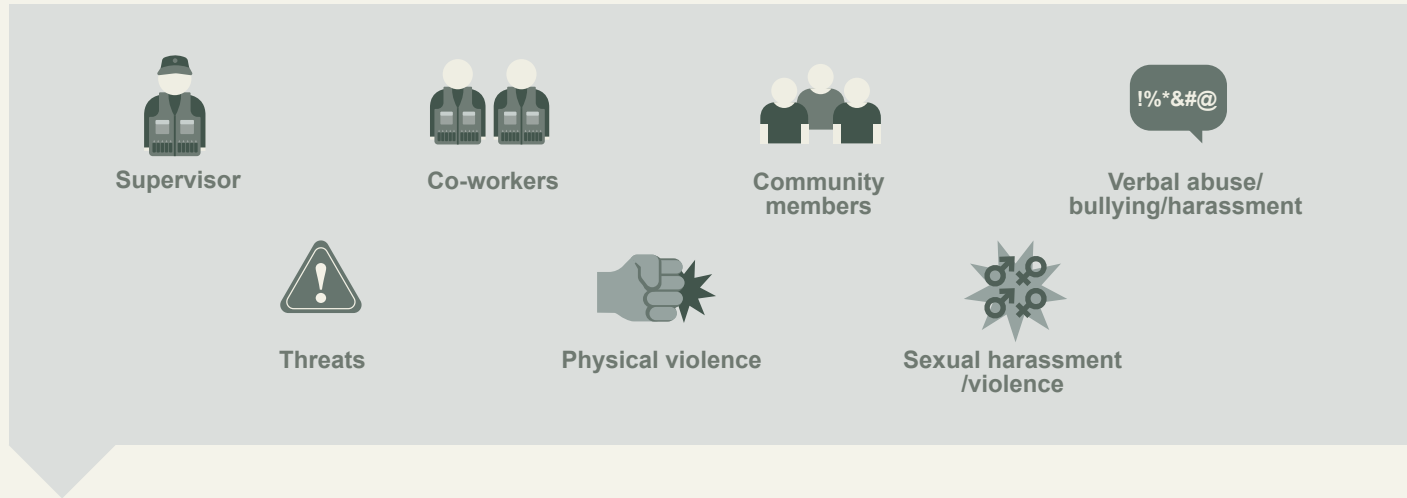 !%*&#@
Supervisor
Co-workers
Community
members
Verbal abuse/
bullying/harassment
!
Threats
Physical violence
Sexual harassment
/violence